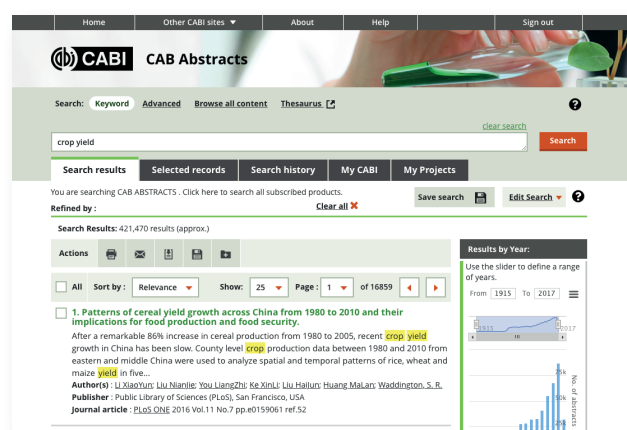 Home Other CABI sites ▼ About Help Sign out
CABI CAB Abstracts
Search: Keyword Advanced Browse all content Thesaurus
clear search
crop yield Search
Search results Selected records Search history My CABI My Projects
You are searching CAB ABSTRACTS . Click here to search all subscribed products.
Save search Edit Search ▼
Refined by : Clear all
Search Results: 421,470 results (approx.)
Actions
All Sort by : Relevance Show: 25 Page : 1 of 16859
1. Patterns of cereal yield growth across China from 1980 to 2010 and their
implications for food production and food security.
After a remarkable 86% increase in cereal production from 1980 to 2005, recent crop yield
growth in China has been slow. County level crop production data between 1980 and 2010 from
eastern and middle China were used to analyze spatial and temporal patterns of rice, wheat and
maize yield in five...
Author(s) : Li XiaoYun; Liu NianJie; You LiangZhi; Ke XinLi; Liu HaiJun; Huang MaLan; Waddington, S. R.
Publisher : Public Library of Sciences (PLoS), San Francisco, USA
Journal article : PLoS ONE 2016 Vol.11 No.7 pp.e0159061 ref.52
Results by Year:
Use the slider to define a range
of years.
From 1915 To 2017
1915 2017
75k
50k
25k
No. of abstracts